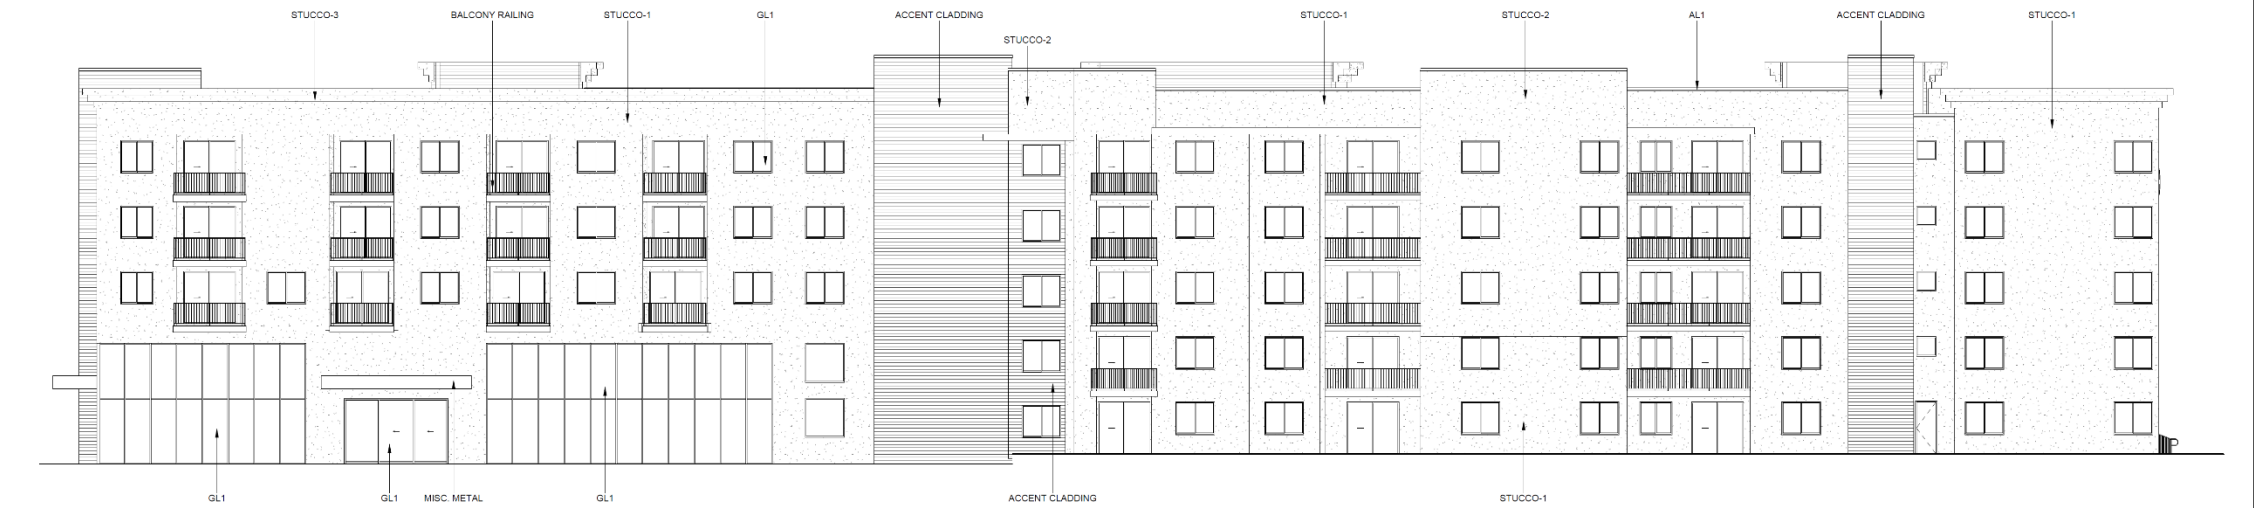 STUCCO-3
BALCONY RAILING
STUCCO-1
GL1
ACCENT CLADDING
STUCCO-2
STUCCO-1
STUCCO-2
AL1
ACCENT CLADDING
STUCCO-1
GL1
GL1
MISC. METAL
GL1
ACCENT CLADDING
STUCCO-1